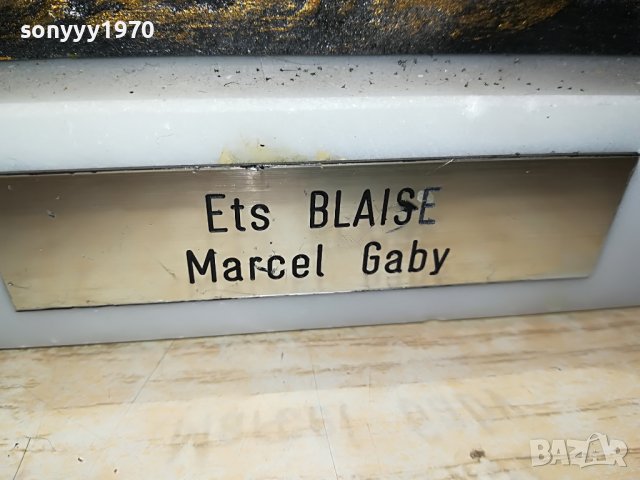 sonyyy1970
Ets BLAISE
Marcel Gaby
BAZAR